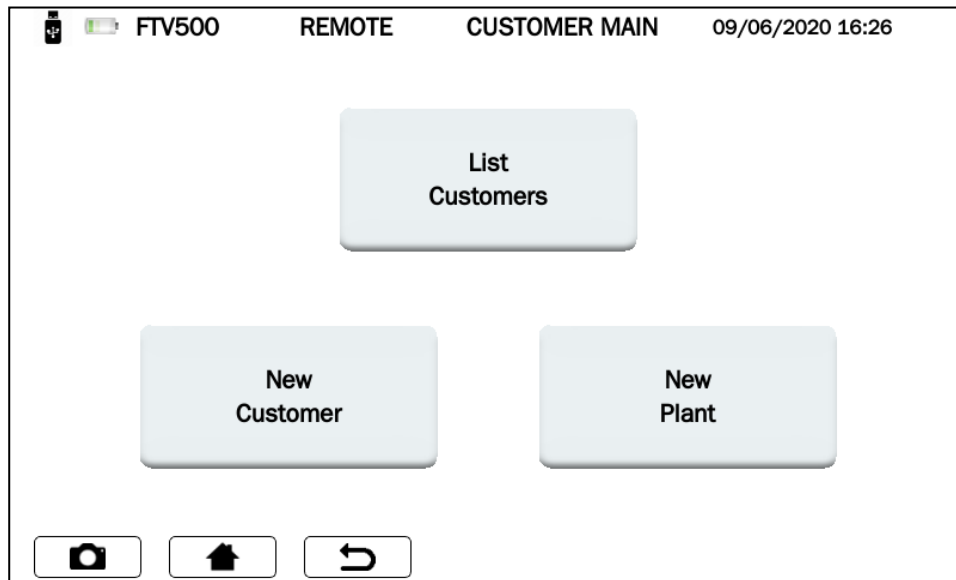 FTV500 REMOTE CUSTOMER MAIN 09/06/2020 16:26
List
Customers
New
Customer
New
Plant